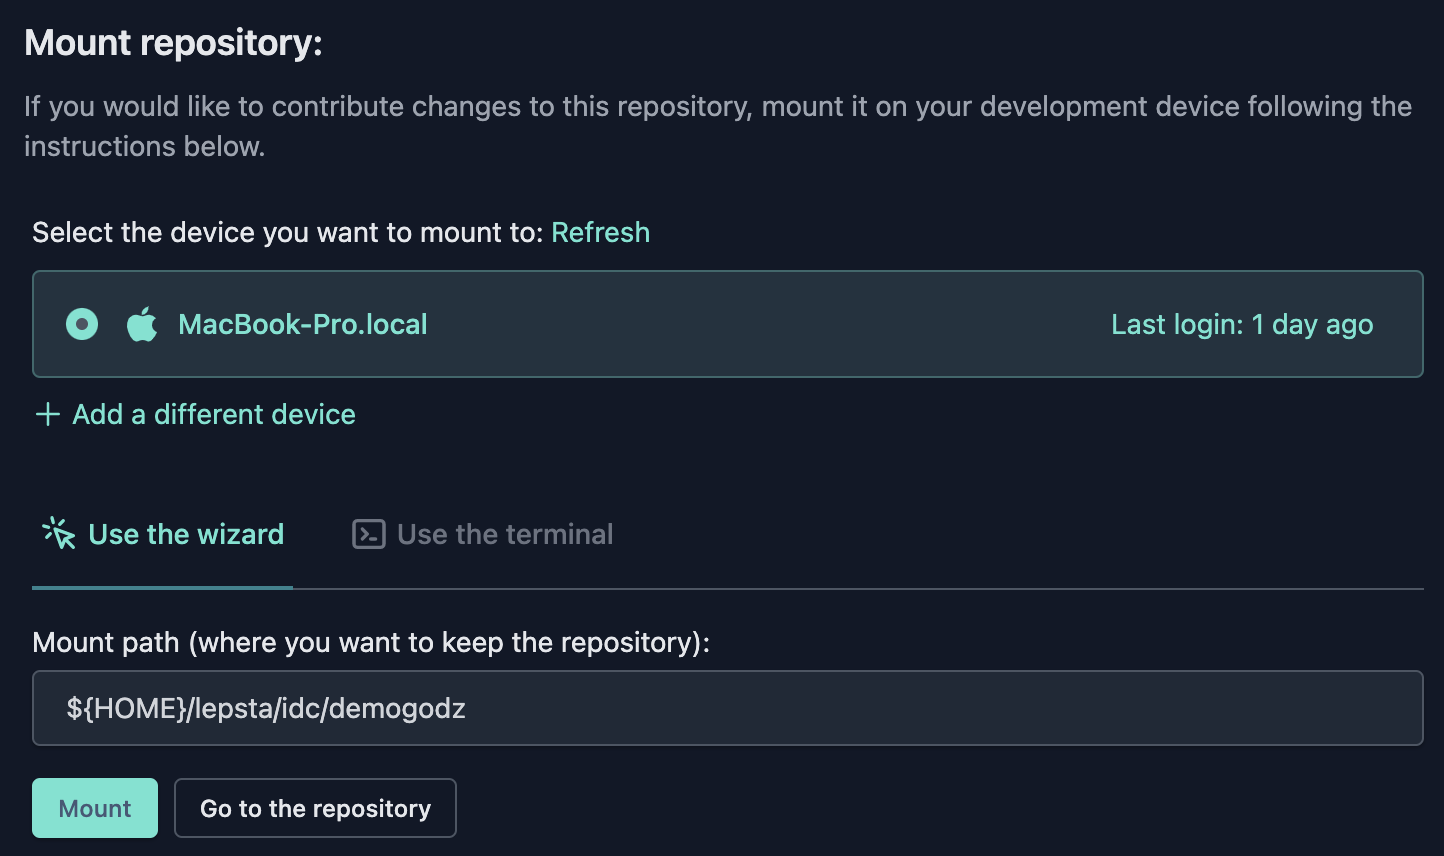 Mount repository:
If you would like to contribute changes to this repository, mount it on your development device following the
instructions below.
Select the device you want to mount to: Refresh
MacBook-Pro.local
Last login: 1 day ago
Add a different device
Use the wizard
Use the terminal
Mount path (where you want to keep the repository):
${HOME}/lepsta/idc/demogodz
Mount
Go to the repository